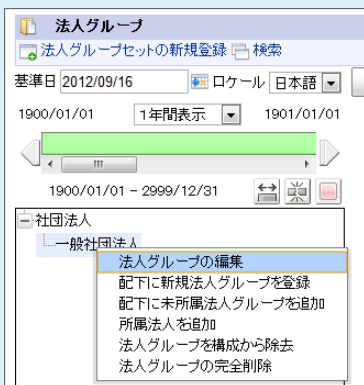 法人グループ
法人グループセットの新規登録 検索
基準日 2012/09/16 ロケール 日本語
1900/01/01 1年間表示 1901/01/01
1900/01/01 - 2999/12/31
社団法人
一般社団法人
法人グループの編集
配下に新規法人グループを登録
配下に未所属法人グループを追加
所属法人を追加
法人グループを構成から除去
法人グループの完全削除